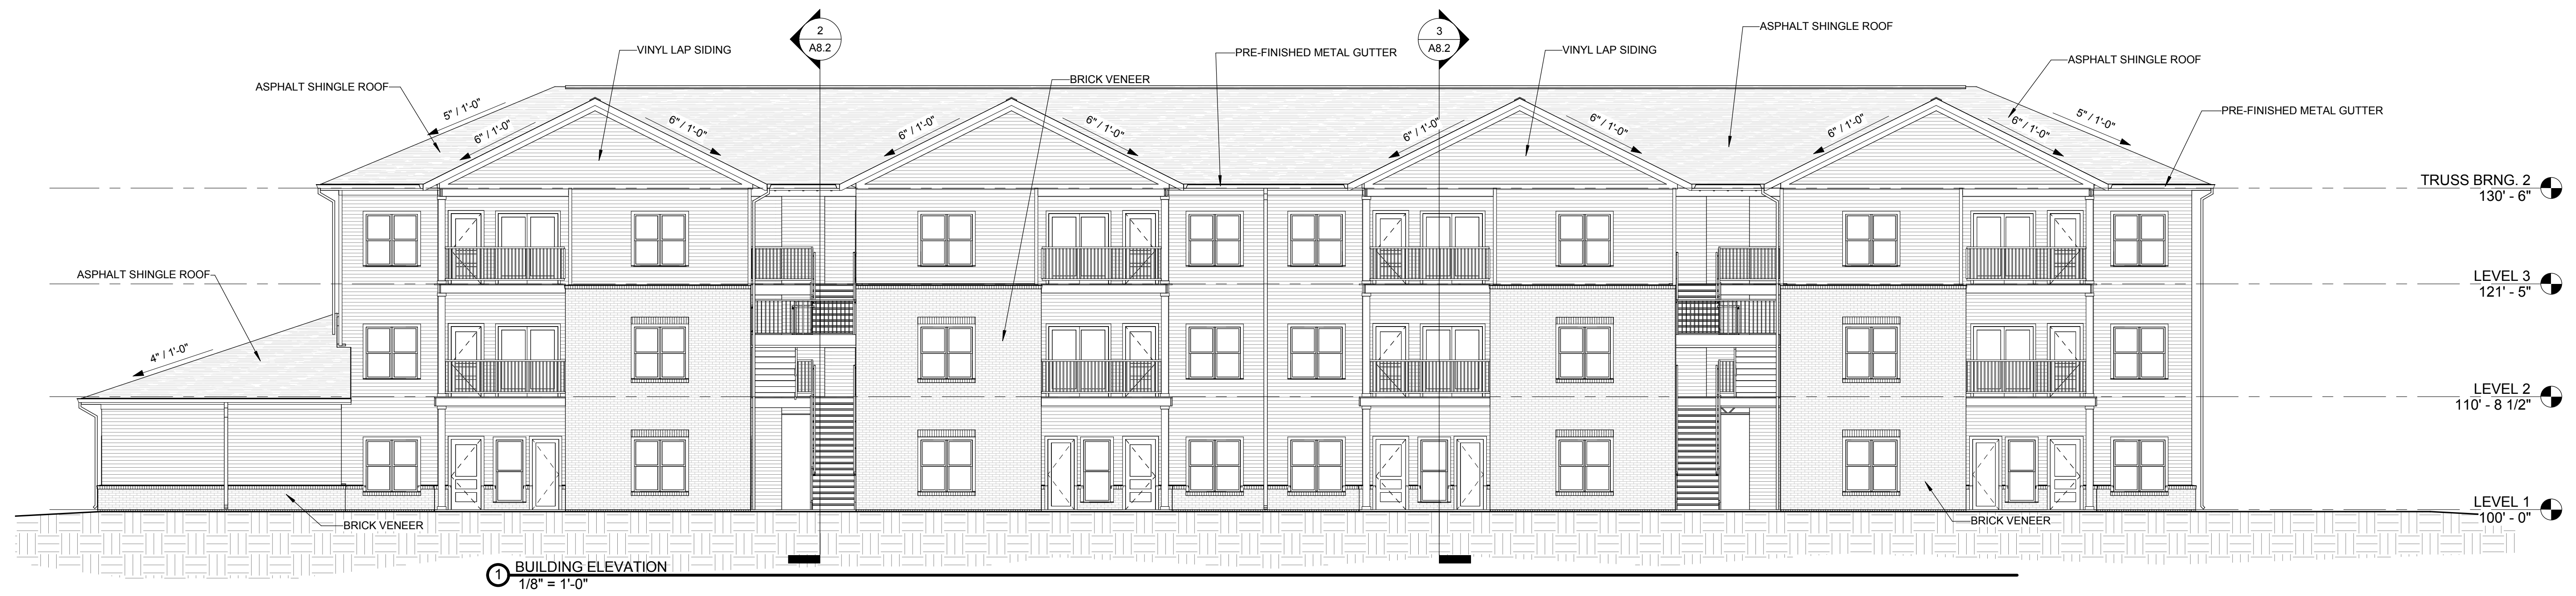 2
A8.2
3
A8.2
ASPHALT SHINGLE ROOF
VINYL LAP SIDING
PRE-FINISHED METAL GUTTER
VINYL LAP SIDING
ASPHALT SHINGLE ROOF
BRICK VENEER
ASPHALT SHINGLE ROOF
PRE-FINISHED METAL GUTTER
5" / 1'-0"
6" / 1'-0"
6" / 1'-0"
6" / 1'-0"
6" / 1'-0"
6" / 1'-0"
6" / 1'-0"
6" / 1'-0"
6" / 1'-0"
5" / 1'-0"
TRUSS BRNG. 2
130' - 6"
ASPHALT SHINGLE ROOF
LEVEL 3
121' - 5"
4" / 1'-0"
LEVEL 2
110' - 8 1/2"
LEVEL 1
100' - 0"
BRICK VENEER
BRICK VENEER
1
BUILDING ELEVATION
1/8" = 1'-0"